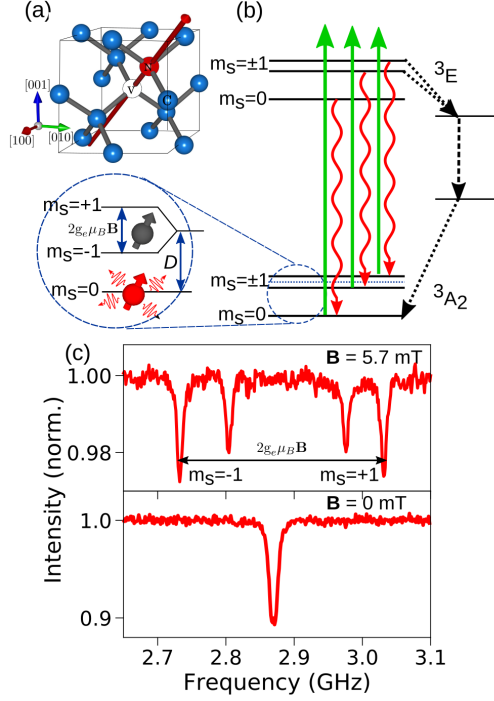 (a)
N
V
C
[001]
[010]
[100]
(b)
mS=±1
mS=0
3E
mS=±1
mS=0
3A2
mS=+1
2geμBB
mS=-1
D
mS=0
(c)
B = 5.7 mT
1.00
0.98
2geμBB
mS=-1
mS=+1
B = 0 mT
1.0
0.9
Intensity (norm.)
2.7
2.8
2.9
3.0
3.1
Frequency (GHz)